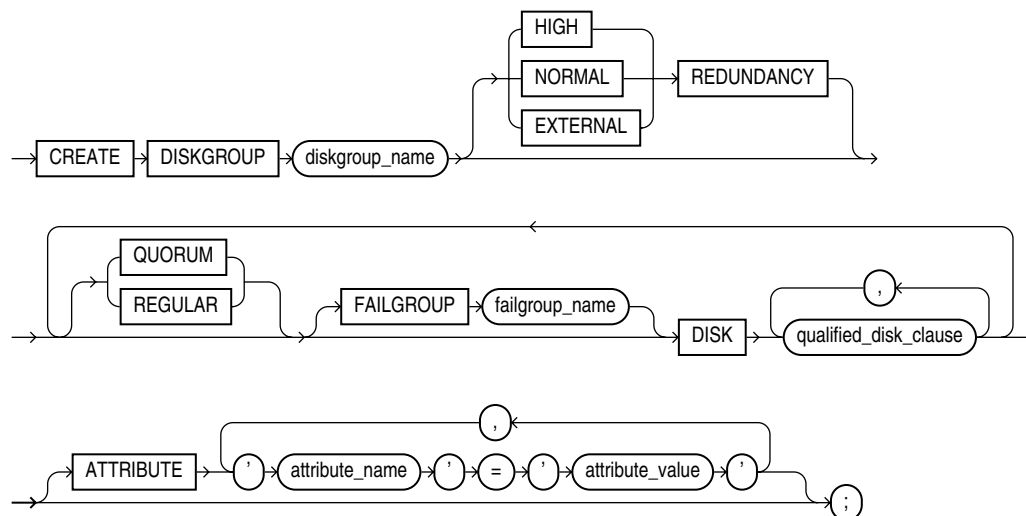 HIGH
NORMAL REDUNDANCY
EXTERNAL
CREATE DISKGROUP diskgroup_name
QUORUM
REGULAR
FAILGROUP failgroup_name
,
DISK qualified_disk_clause
,
ATTRIBUTE ' attribute_name ' = ' attribute_value '
;